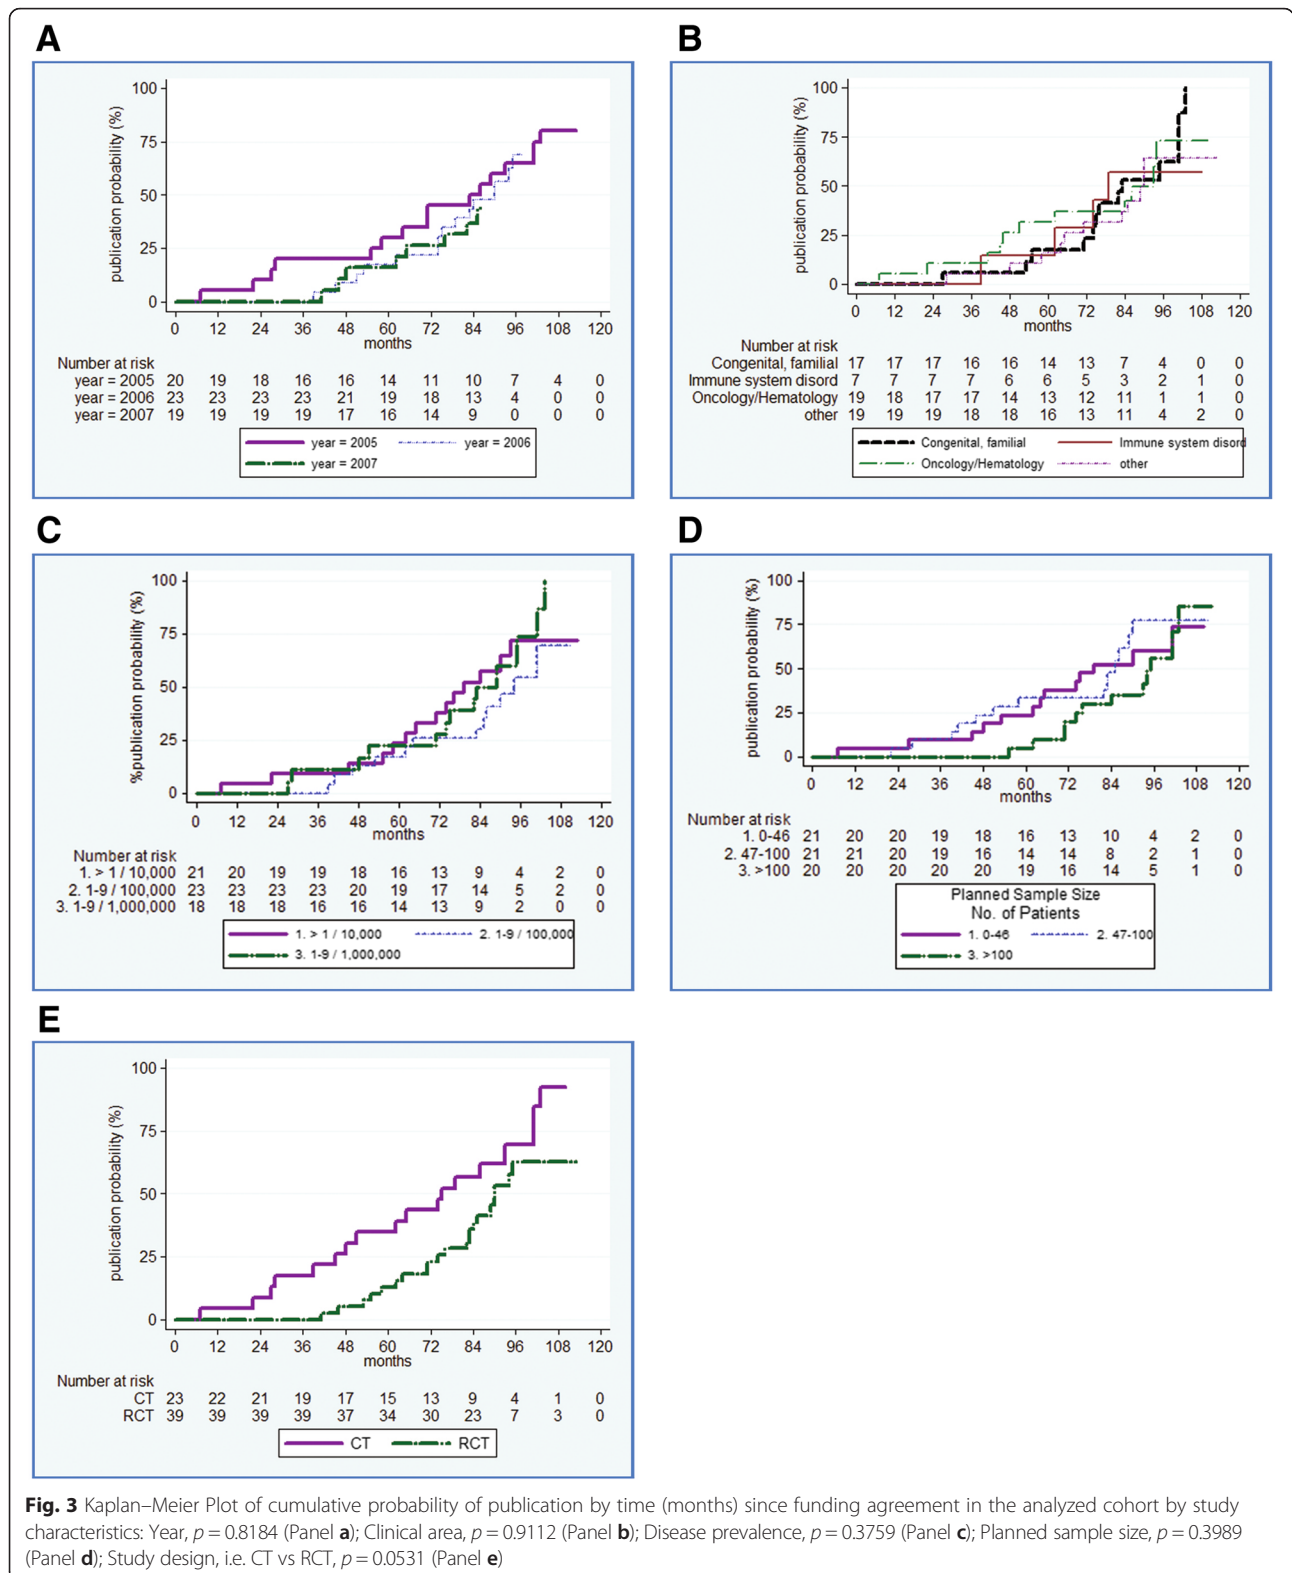 A
publication probability (%)
100
75
50
25
0
0 12 24 36 48 60 72 84 96 108 120
months
Number at risk
year = 2005 20 19 18 16 16 14 11 10 7 4 0
year = 2006 23 23 23 23 21 19 18 13 4 0 0
year = 2007 19 19 19 19 17 16 14 9 0 0 0
year = 2005 year = 2006
year = 2007
B
publication probability (%)
100
75
50
25
0
0 12 24 36 48 60 72 84 96 108 120
months
Number at risk
Congenital, familial 17 17 17 16 16 14 13 7 4 0 0
Immune system disord 7 7 7 7 6 6 5 3 2 1 0
Oncology/Hematology 19 18 17 17 14 13 12 11 1 1 0
other 19 19 19 18 18 16 13 11 4 2 0
Congenital, familial Immune system disord
Oncology/Hematology other
C
%publication probability (%)
100
75
50
25
0
0 12 24 36 48 60 72 84 96 108 120
months
Number at risk
1. > 1 / 10,000 21 20 19 19 18 16 13 9 4 2 0
2. 1-9 / 100,000 23 23 23 23 20 19 17 14 5 2 0
3. 1-9 / 1,000,000 18 18 18 16 16 14 13 9 2 0 0
1. > 1 / 10,000 2. 1-9 / 100,000
3. 1-9 / 1,000,000
D
publication probability (%)
100
75
50
25
0
0 12 24 36 48 60 72 84 96 108 120
months
Number at risk
1. 0-46 21 20 20 19 18 16 13 10 4 2 0
2. 47-100 21 21 20 19 16 14 14 8 2 1 0
3. >100 20 20 20 20 20 19 16 14 5 1 0
Planned Sample Size
No. of Patients
1. 0-46 2. 47-100
3. >100
E
publication probability (%)
100
75
50
25
0
0 12 24 36 48 60 72 84 96 108 120
months
Number at risk
CT 23 22 21 19 17 15 13 9 4 1 0
RCT 39 39 39 39 37 34 30 23 7 3 0
CT RCT
Fig. 3 Kaplan–Meier Plot of cumulative probability of publication by time (months) since funding agreement in the analyzed cohort by study
characteristics: Year, p = 0.8184 (Panel a); Clinical area, p = 0.9112 (Panel b); Disease prevalence, p = 0.3759 (Panel c); Planned sample size, p = 0.3989
(Panel d); Study design, i.e. CT vs RCT, p = 0.0531 (Panel e)